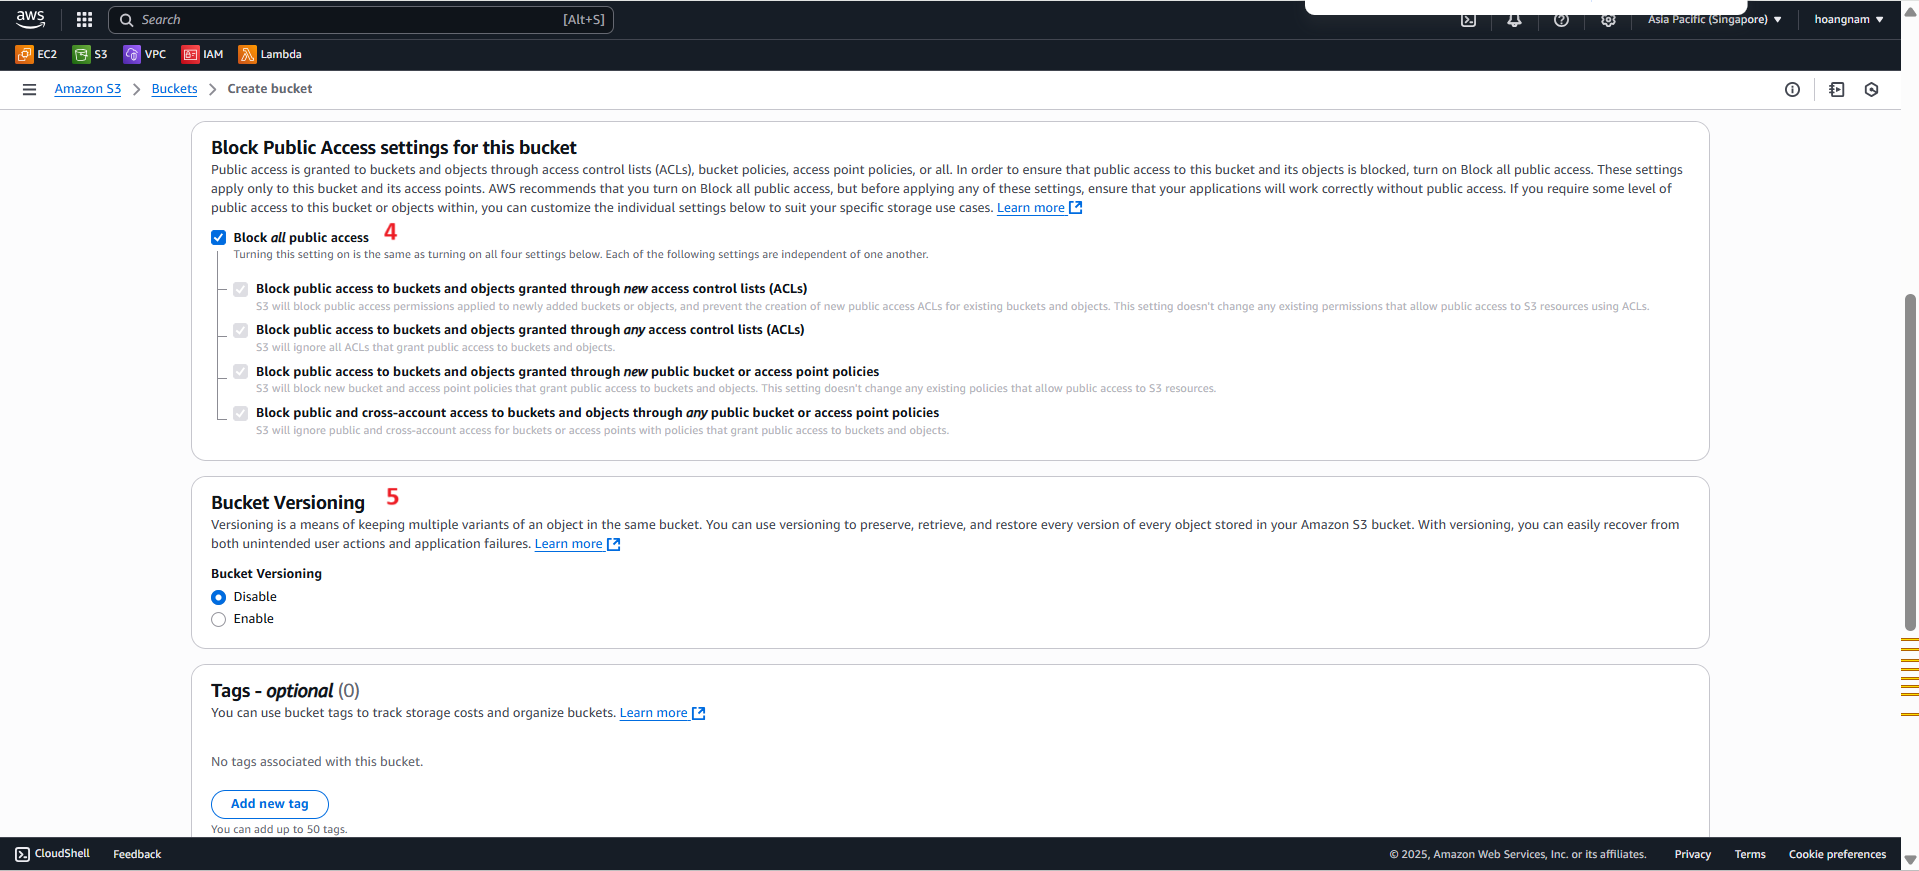 aws
Search [Alt+S]
Asia Pacific (Singapore) hoangnam
EC2 S3 VPC IAM Lambda
Amazon S3 Buckets Create bucket
Block Public Access settings for this bucket
Public access is granted to buckets and objects through access control lists (ACLs), bucket policies, access point policies, or all. In order to ensure that public access to this bucket and its objects is blocked, turn on Block all public access. These settings
apply only to this bucket and its access points. AWS recommends that you turn on Block all public access, but before applying any of these settings, ensure that your applications will work correctly without public access. If you require some level of
public access to this bucket or objects within, you can customize the individual settings below to suit your specific storage use cases. Learn more
Block all public access 4
Turning this setting on is the same as turning on all four settings below. Each of the following settings are independent of one another.
Block public access to buckets and objects granted through new access control lists (ACLs)
S3 will block public access permissions applied to newly added buckets or objects, and prevent the creation of new public access ACLs for existing buckets and objects. This setting doesn't change any existing permissions that allow public access to S3 resources using ACLs.
Block public access to buckets and objects granted through any access control lists (ACLs)
S3 will ignore all ACLs that grant public access to buckets and objects.
Block public access to buckets and objects granted through new public bucket or access point policies
S3 will block new bucket and access point policies that grant public access to buckets and objects. This setting doesn't change any existing policies that allow public access to S3 resources.
Block public and cross-account access to buckets and objects through any public bucket or access point policies
S3 will ignore public and cross-account access for buckets or access points with policies that grant public access to buckets and objects.
Bucket Versioning 5
Versioning is a means of keeping multiple variants of an object in the same bucket. You can use versioning to preserve, retrieve, and restore every version of every object stored in your Amazon S3 bucket. With versioning, you can easily recover from
both unintended user actions and application failures. Learn more
Bucket Versioning
Disable
Enable
Tags - optional (0)
You can use bucket tags to track storage costs and organize buckets. Learn more
No tags associated with this bucket.
Add new tag
You can add up to 50 tags.
CloudShell Feedback © 2025, Amazon Web Services, Inc. or its affiliates. Privacy Terms Cookie preferences